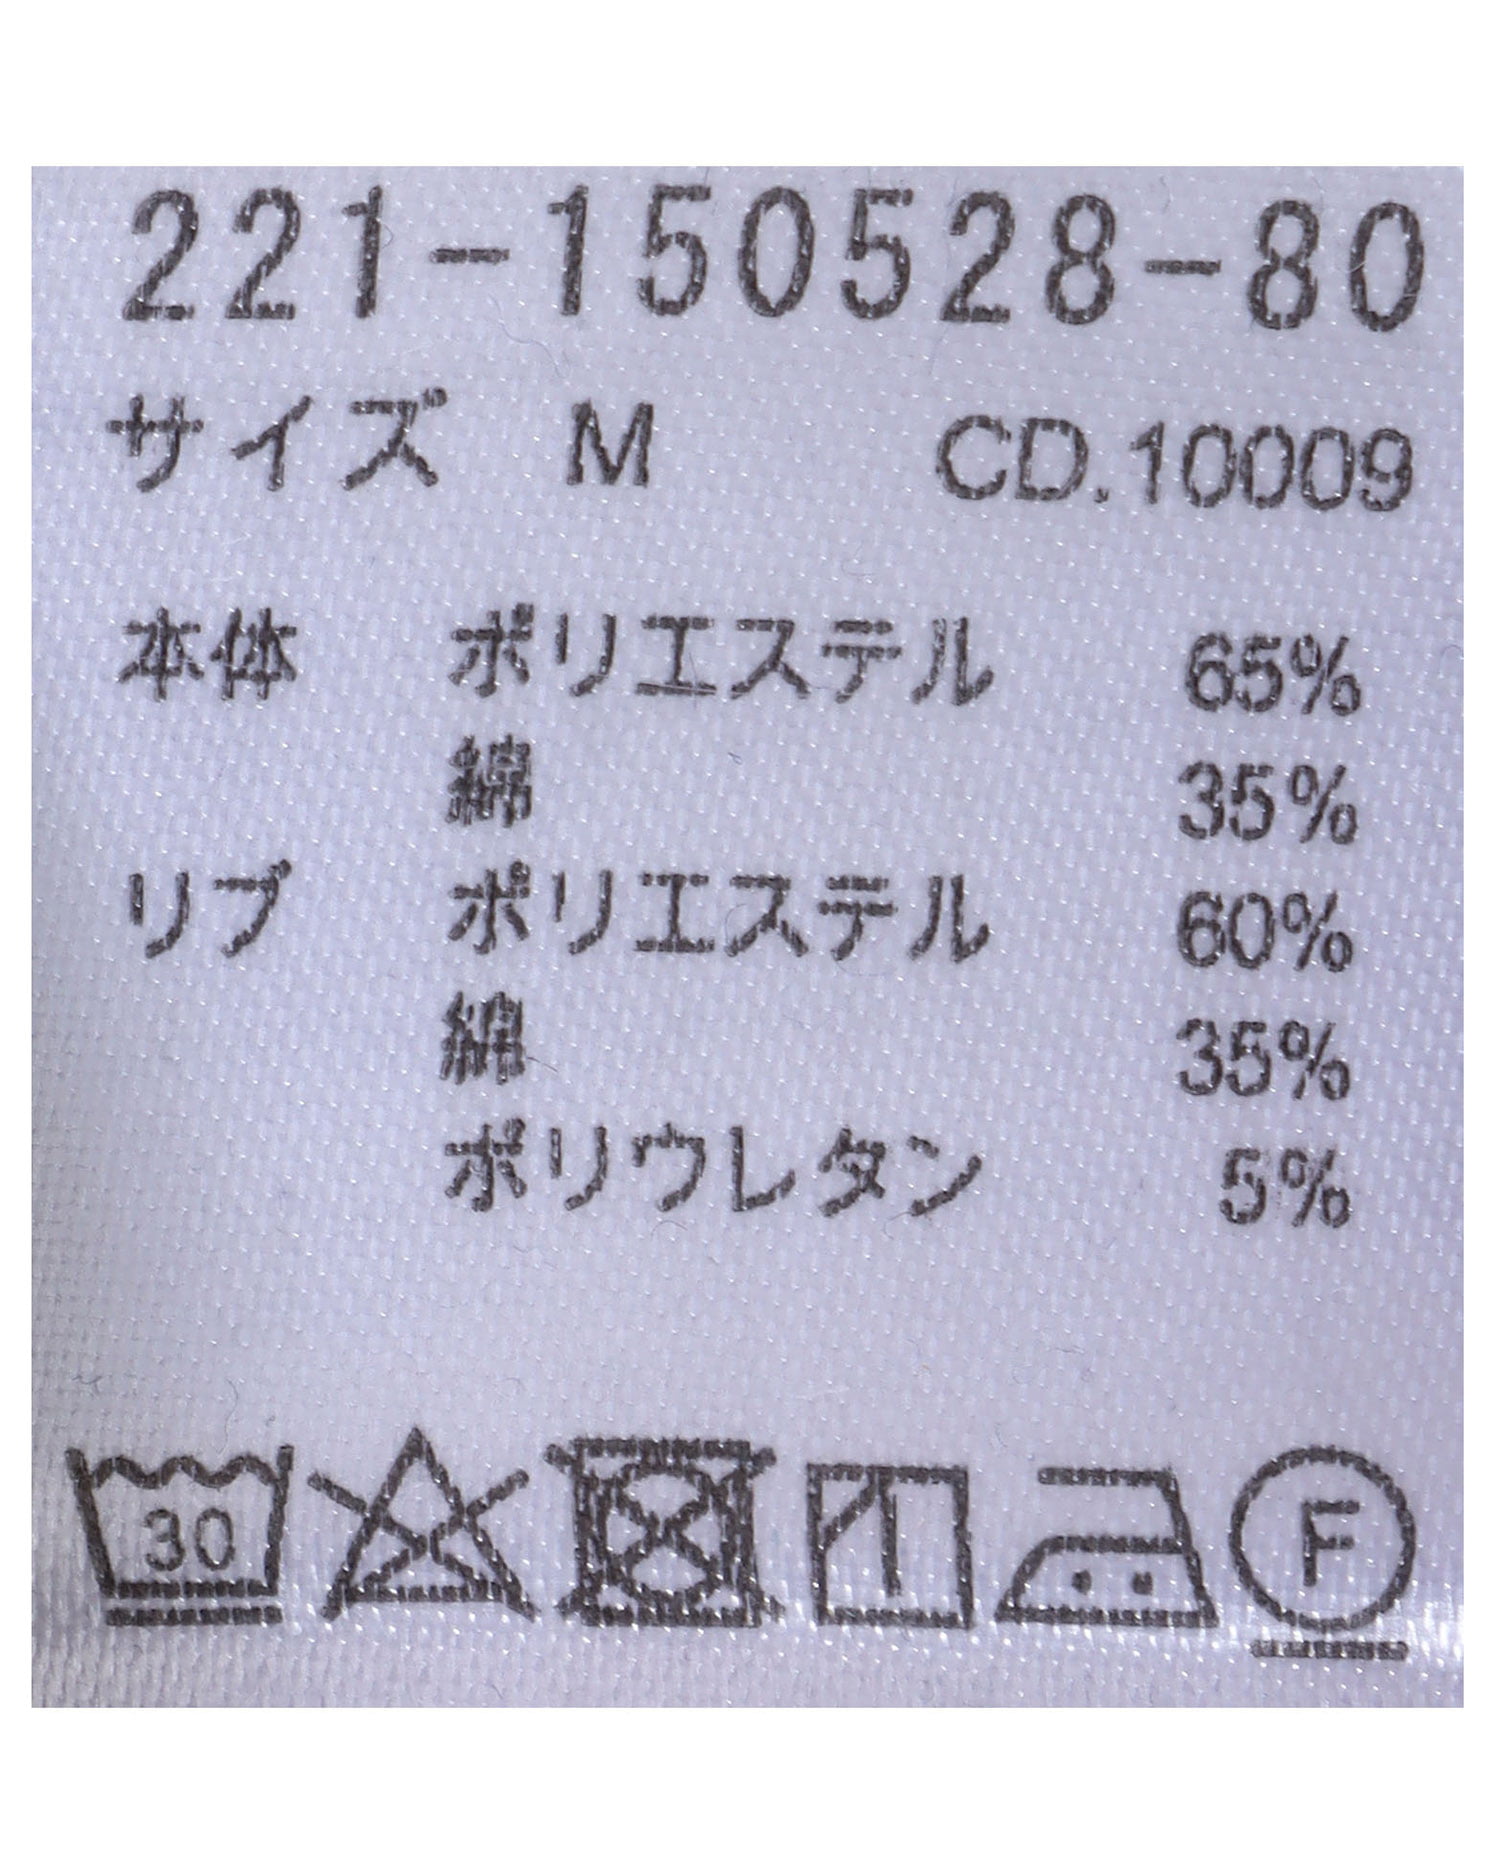 221-150528-80
サイズ M CD.10009
本体 ポリエステル 65%
綿 35%
リブ ポリエステル 60%
綿 35%
ポリウレタン 5%
30 F